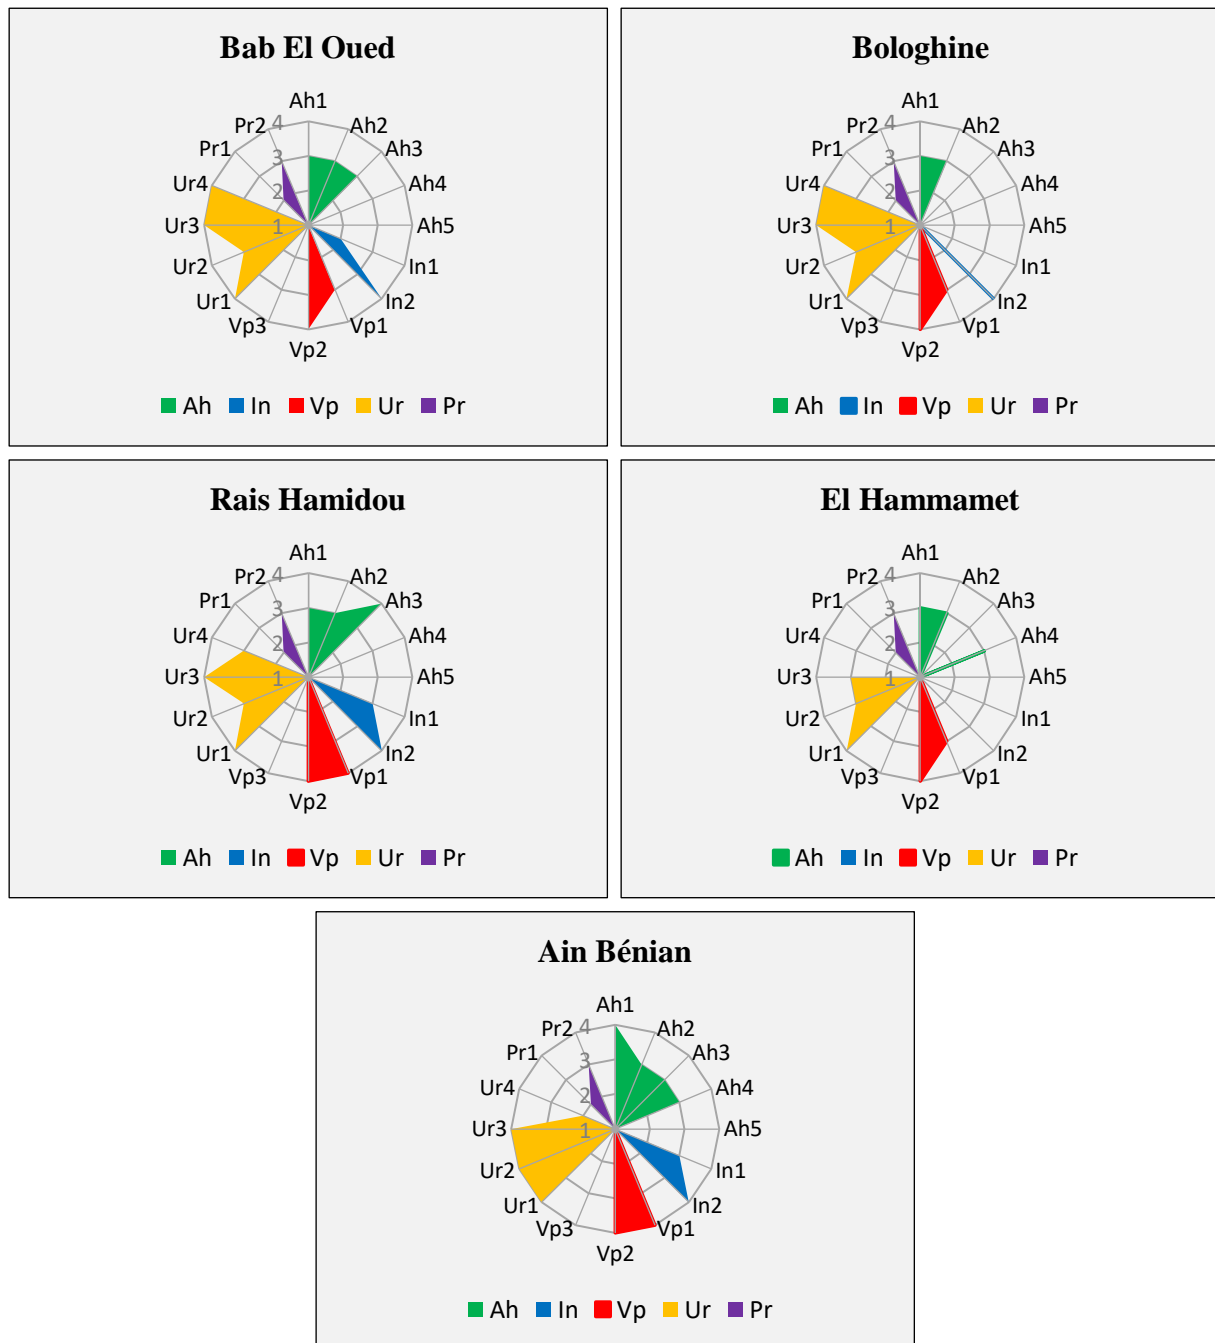 Bab El Oued
Ah1
Ah2
Ah3
Ah4
Ah5
In1
In2
Vp1
Vp2
Vp3
Ur1
Ur2
Ur3
Ur4
Pr1
Pr2
4
3
2
1
Ah In Vp Ur Pr
Bologhine
Ah1
Ah2
Ah3
Ah4
Ah5
In1
In2
Vp1
Vp2
Vp3
Ur1
Ur2
Ur3
Ur4
Pr1
Pr2
4
3
2
1
Ah In Vp Ur Pr
Rais Hamidou
Ah1
Ah2
Ah3
Ah4
Ah5
In1
In2
Vp1
Vp2
Vp3
Ur1
Ur2
Ur3
Ur4
Pr1
Pr2
4
3
2
1
Ah In Vp Ur Pr
El Hammamet
Ah1
Ah2
Ah3
Ah4
Ah5
In1
In2
Vp1
Vp2
Vp3
Ur1
Ur2
Ur3
Ur4
Pr1
Pr2
4
3
2
1
Ah In Vp Ur Pr
Ain Bénian
Ah1
Ah2
Ah3
Ah4
Ah5
In1
In2
Vp1
Vp2
Vp3
Ur1
Ur2
Ur3
Ur4
Pr1
Pr2
4
3
2
1
Ah In Vp Ur Pr